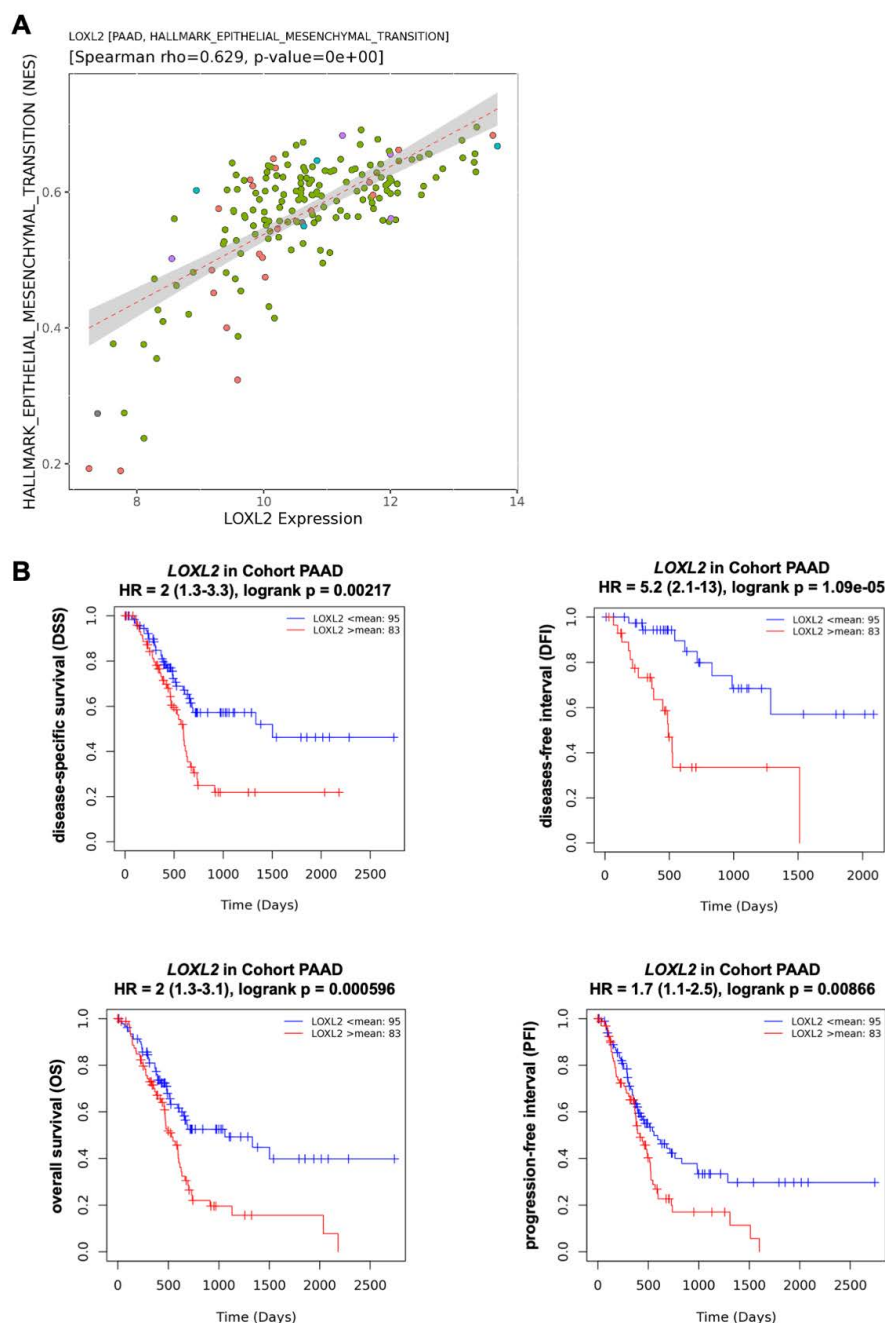 A
LOXL2 [PAAD, HALLMARK_EPITHELIAL_MESENCHYMAL_TRANSITION]
[Spearman rho=0.629, p-value=0e+00]
HALLMARK_EPITHELIAL_MESENCHYMAL_TRANSITION (NES)
0.6
0.4
0.2
8 10 12 14
LOXL2 Expression
B
LOXL2 in Cohort PAAD
HR = 2 (1.3-3.3), logrank p = 0.00217
LOXL2 <mean: 95
LOXL2 >mean: 83
disease-specific survival (DSS)
1.0
0.8
0.6
0.4
0.2
0.0
0 500 1000 1500 2000 2500
Time (Days)
LOXL2 in Cohort PAAD
HR = 5.2 (2.1-13), logrank p = 1.09e-05
LOXL2 <mean: 95
LOXL2 >mean: 83
diseases-free interval (DFI)
1.0
0.8
0.6
0.4
0.2
0.0
0 500 1000 1500 2000
Time (Days)
LOXL2 in Cohort PAAD
HR = 2 (1.3-3.1), logrank p = 0.000596
LOXL2 <mean: 95
LOXL2 >mean: 83
overall survival (OS)
1.0
0.8
0.6
0.4
0.2
0.0
0 500 1000 1500 2000 2500
Time (Days)
LOXL2 in Cohort PAAD
HR = 1.7 (1.1-2.5), logrank p = 0.00866
LOXL2 <mean: 95
LOXL2 >mean: 83
progression-free interval (PFI)
1.0
0.8
0.6
0.4
0.2
0.0
0 500 1000 1500 2000 2500
Time (Days)